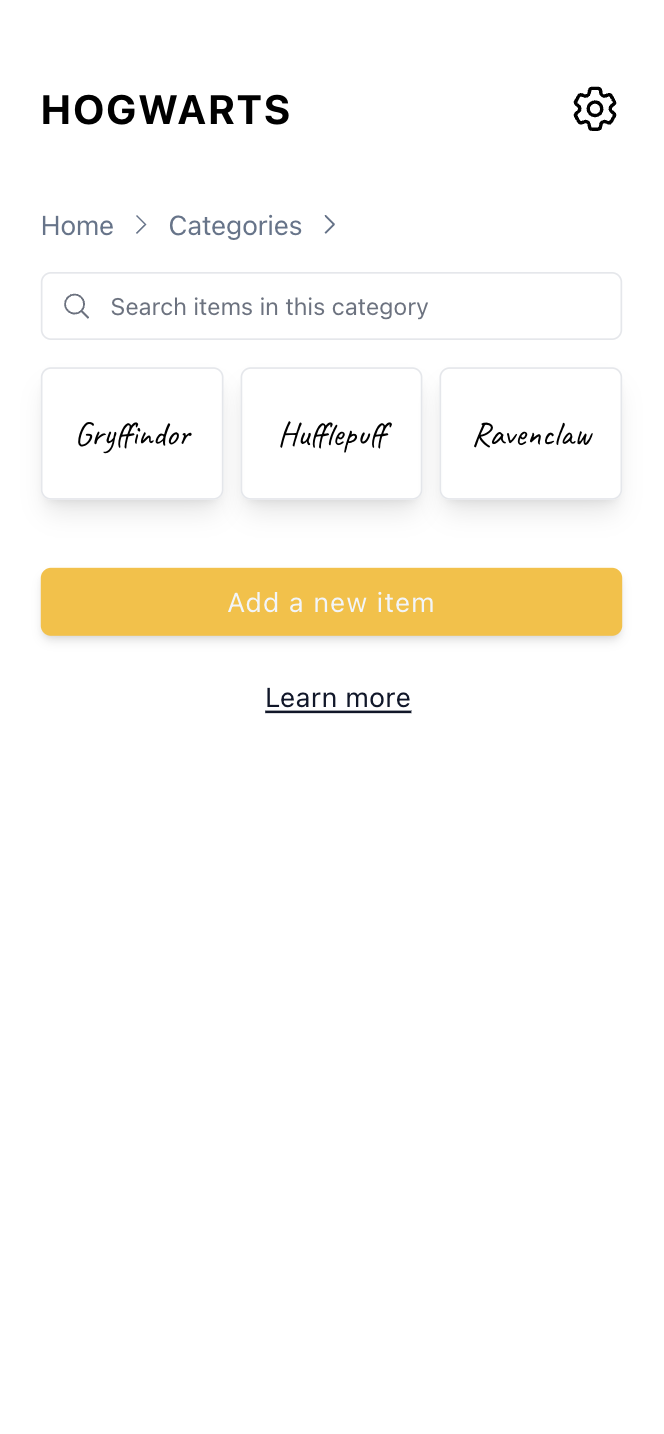 HOGWARTS
Home > Categories >
Search items in this category
Gryffindor Hufflepuff Ravenclaw
Add a new item
Learn more